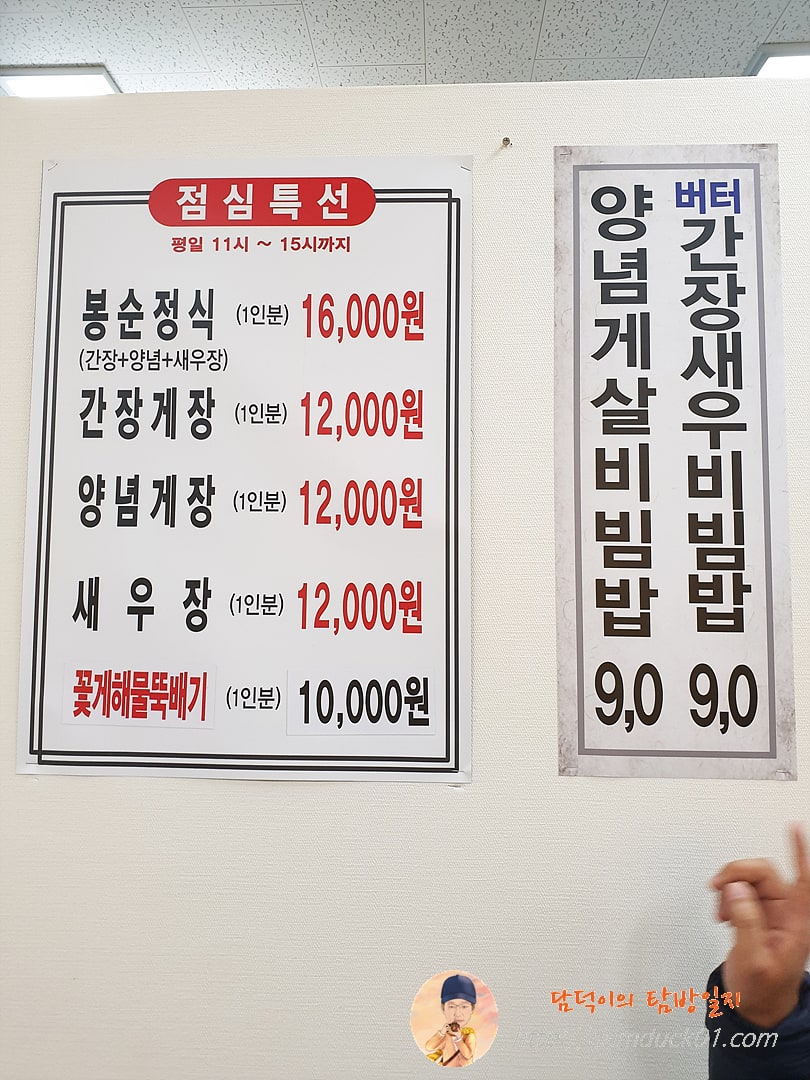 점심특선
평일 11시 ~ 15시까지
봉순정식 (1인분) 16,000원
(간장+양념+새우장)
간장게장 (1인분) 12,000원
양념게장 (1인분) 12,000원
새우장 (1인분) 12,000원
꽃게해물뚝배기 (1인분) 10,000원
양념게살비빔밥 9,0
버터간장새우비빔밥 9,0
담덕이의 탐방일지